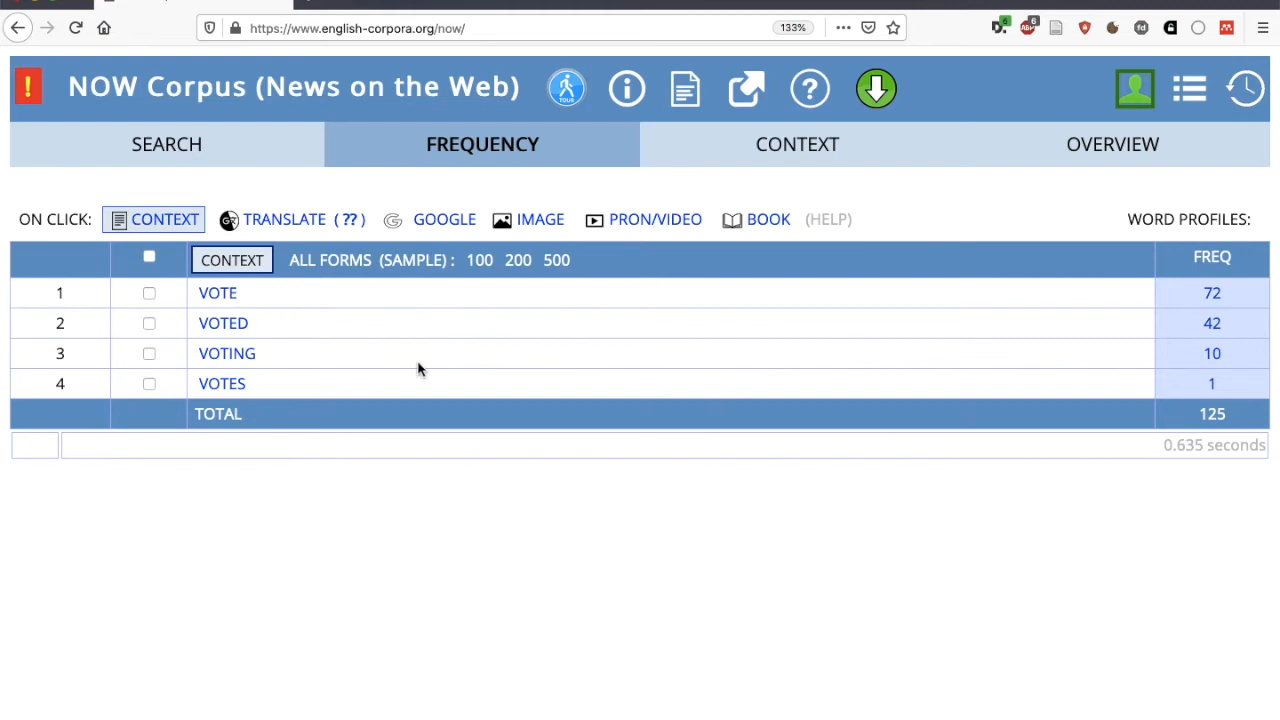 https://www.english-corpora.org/now/ 133%
! NOW Corpus (News on the Web) TOUR
SEARCH FREQUENCY CONTEXT OVERVIEW
ON CLICK: CONTEXT TRANSLATE ( ?? ) GOOGLE IMAGE PRON/VIDEO BOOK (HELP) WORD PROFILES:
CONTEXT ALL FORMS (SAMPLE) : 100 200 500 FREQ
1 VOTE 72
2 VOTED 42
3 VOTING 10
4 VOTES 1
TOTAL 125
0.635 seconds